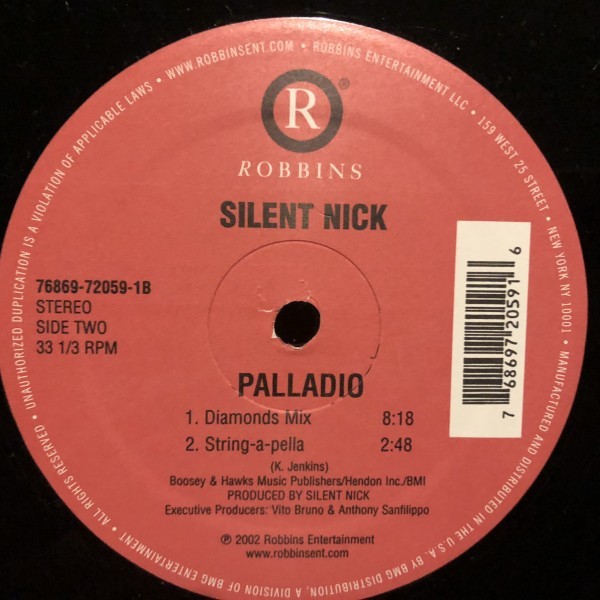 R®
ROBBINS
SILENT NICK
76869-72059-1B
STEREO
SIDE TWO
33 1/3 RPM
7 68697 20591 6
PALLADIO
1. Diamonds Mix 8:18
2. String-a-pella 2:48
(K. Jenkins)
Boosey & Hawks Music Publishers/Hendon Inc./BMI
PRODUCED BY SILENT NICK
Executive Producers: Vito Bruno & Anthony Sanfilippo
℗ 2002 Robbins Entertainment
www.robbinsent.com
• WWW.ROBBINSENT.COM • ROBBINS ENTERTAINMENT LLC • 159 WEST 25 STREET • NEW YORK NY 10001 • MANUFACTURED AND DISTRIBUTED IN THE U.S.A. BY BMG DISTRIBUTION, A DIVISION OF BMG ENTERTAINMENT • ALL RIGHTS RESERVED • UNAUTHORIZED DUPLICATION IS A VIOLATION OF APPLICABLE LAWS